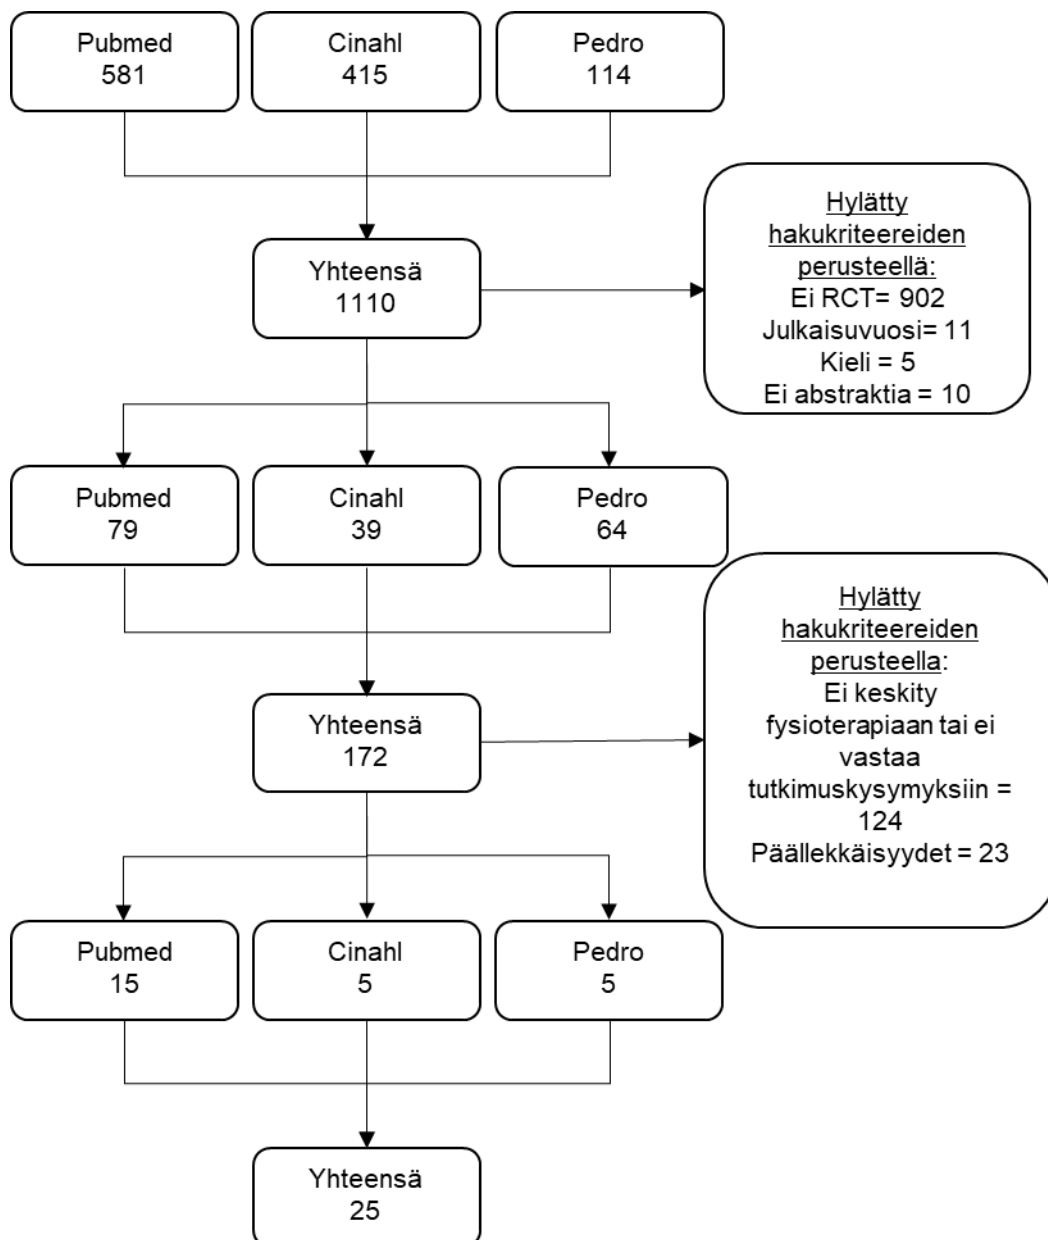 Pubmed
581
Cinahl
415
Pedro
114
Yhteensä
1110
Hylätty
hakukriteereiden
perusteellä:
Ei RCT= 902
Julkaisuvuosi= 11
Kieli = 5
Ei abstraktia = 10
Pubmed
79
Cinahl
39
Pedro
64
Yhteensä
172
Hylätty
hakukriteereiden
perusteella:
Ei keskity
fysioterapiaan tai ei
vastaa
tutkimuskysymyksiin =
124
Päällekkäisyydet = 23
Pubmed
15
Cinahl
5
Pedro
5
Yhteensä
25